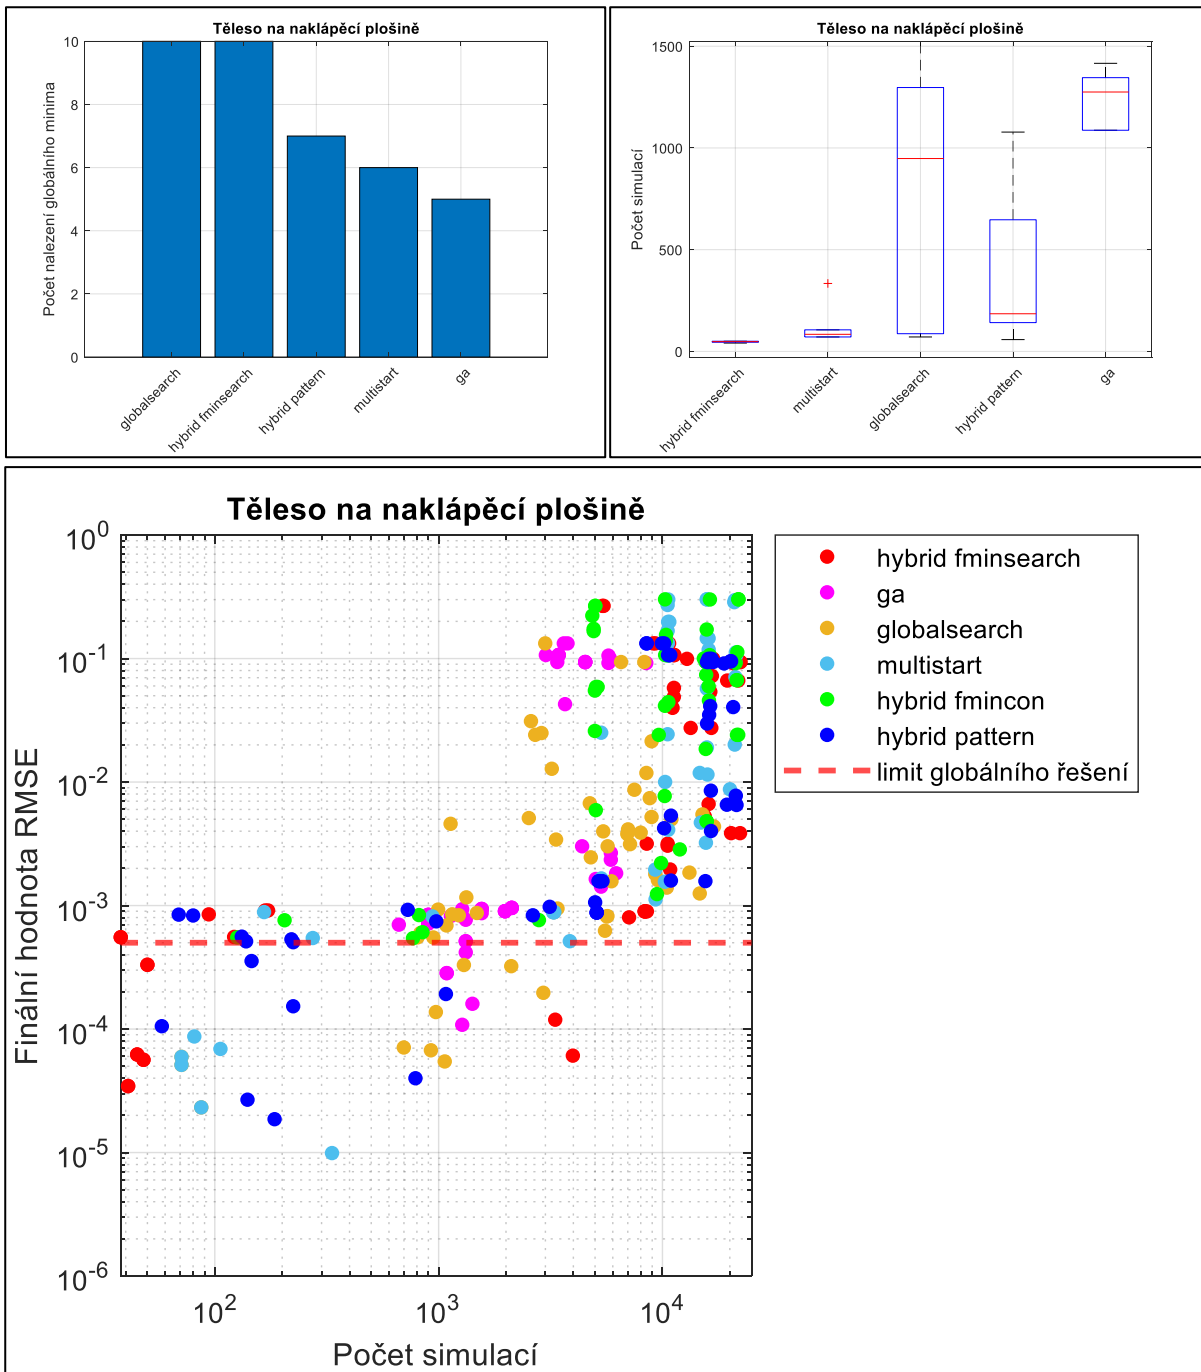 Těleso na naklápěcí plošině
Počet nalezení globálního minima
10
8
6
4
2
0
globalsearch
hybrid fminsearch
hybrid pattern
multistart
ga
Těleso na naklápěcí plošině
Počet simulací
1500
1000
500
0
hybrid fminsearch
multistart
globalsearch
hybrid pattern
ga
Těleso na naklápěcí plošině
Finální hodnota RMSE
10^0
10^-1
10^-2
10^-3
10^-4
10^-5
10^-6
10^2
10^3
10^4
Počet simulací
hybrid fminsearch
ga
globalsearch
multistart
hybrid fmincon
hybrid pattern
limit globálního řešení